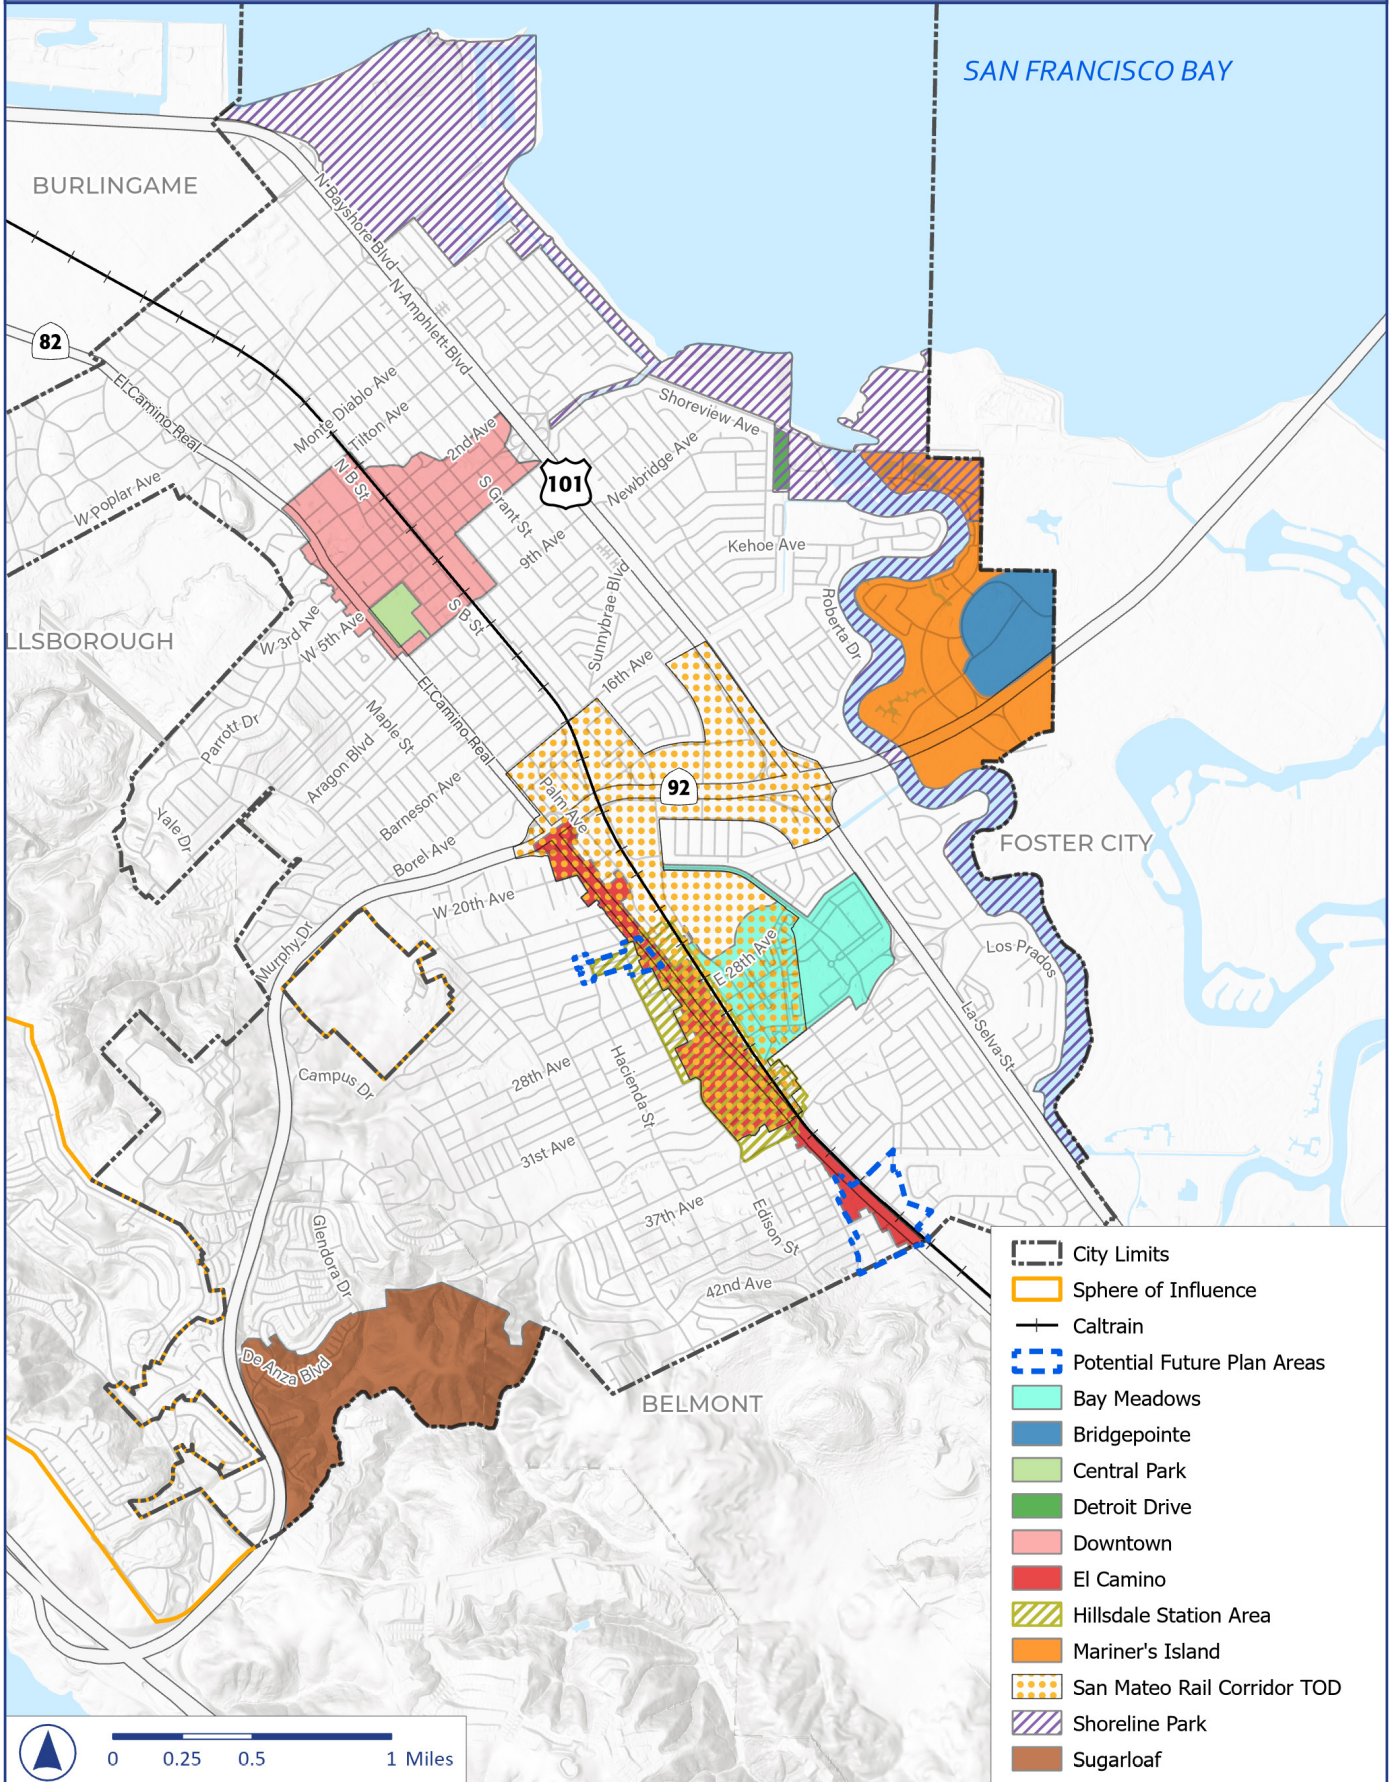 SAN FRANCISCO BAY
BURLINGAME
N Bayshore Blvd
N Amphlett Blvd
82
El Camino Real
Monte Diablo Ave
Tilton Ave
2nd Ave
Shoreview Ave
N B St
101
Newbridge Ave
W Poplar Ave
S Grant St
9th Ave
Kehoe Ave
Sunnybrae Blvd
Roberta Dr
S B St
W 3rd Ave
W 5th Ave
LLSBOROUGH
16th Ave
El Camino Real
Maple St
Parrott Dr
Aragon Blvd
92
Palm Ave
Barneson Ave
Yale Dr
Borel Ave
FOSTER CITY
W 20th Ave
Murphy Dr
E 28th Ave
Los Prados
La Selva St
Campus Dr
28th Ave
Hacienda St
31st Ave
37th Ave
Edison St
Glendora Dr
42nd Ave
De Anza Blvd
BELMONT
City Limits
Sphere of Influence
Caltrain
Potential Future Plan Areas
Bay Meadows
Bridgepointe
Central Park
Detroit Drive
Downtown
El Camino
Hillsdale Station Area
Mariner's Island
San Mateo Rail Corridor TOD
Shoreline Park
Sugarloaf
0 0.25 0.5 1 Miles